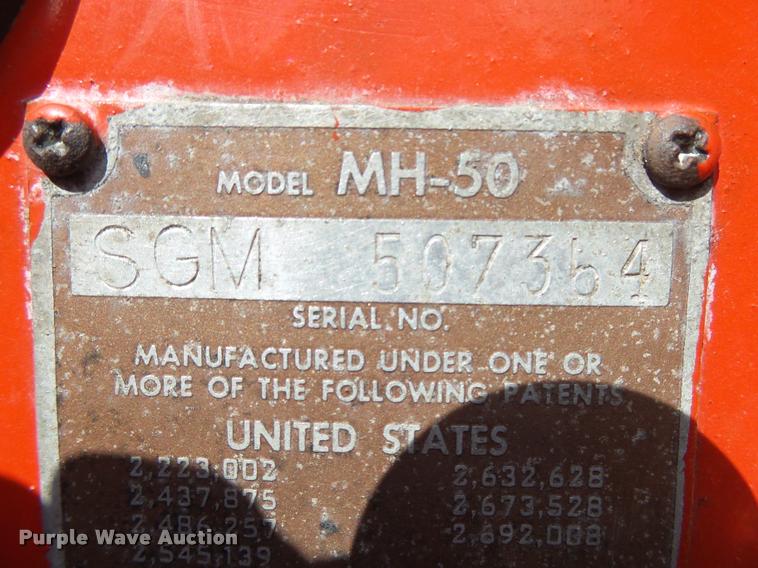 MODEL MH-50
SGM 507364
SERIAL NO.
MANUFACTURED UNDER ONE OR
MORE OF THE FOLLOWING PATENTS
UNITED STATES
2,223,002 2,632,628
2,437,875 2,673,528
2,486,257 2,692,008
2,545,139
Purple Wave Auction